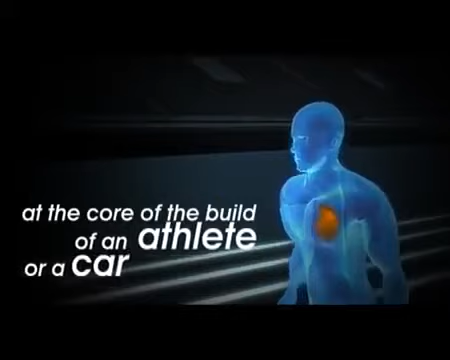 at the core of the build
of an athlete
or a car